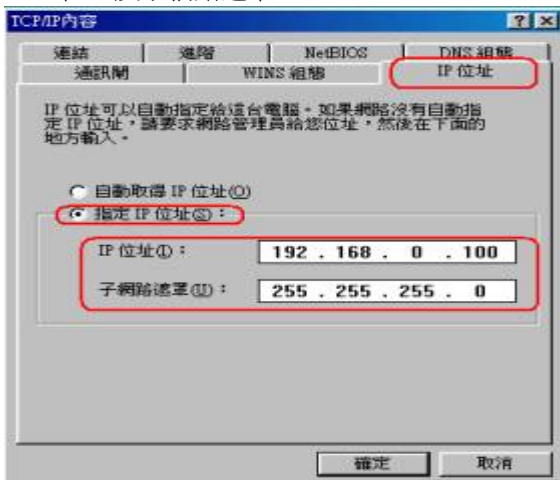 TCP/IP內容
連結 進階 NetBIOS DNS 組態
通訊閘 WINS 組態 IP 位址
IP 位址可以自動指定給這台電腦。如果網路沒有自動指
定 IP 位址，請要求網路管理員給您位址，然後在下面的
地方輸入。
自動取得 IP 位址(O)
指定 IP 位址(S)：
IP 位址(I)： 192 . 168 . 0 . 100
子網路遮罩(U)： 255 . 255 . 255 . 0
確定 取消